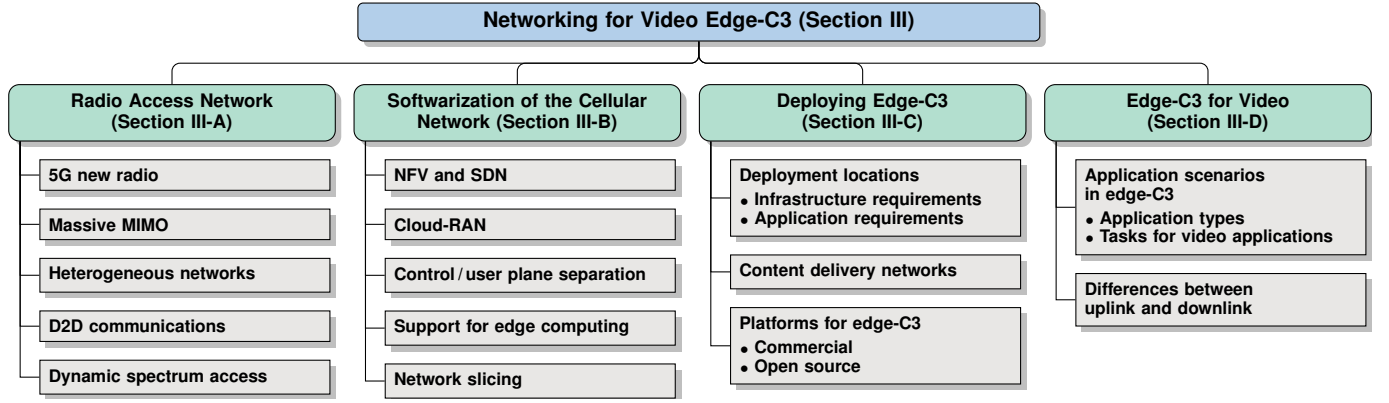 Networking for Video Edge-C3 (Section III)
Radio Access Network
(Section III-A)
5G new radio
Massive MIMO
Heterogeneous networks
D2D communications
Dynamic spectrum access
Softwarization of the Cellular
Network (Section III-B)
NFV and SDN
Cloud-RAN
Control / user plane separation
Support for edge computing
Network slicing
Deploying Edge-C3
(Section III-C)
Deployment locations
• Infrastructure requirements
• Application requirements
Content delivery networks
Platforms for edge-C3
• Commercial
• Open source
Edge-C3 for Video
(Section III-D)
Application scenarios
in edge-C3
• Application types
• Tasks for video applications
Differences between
uplink and downlink